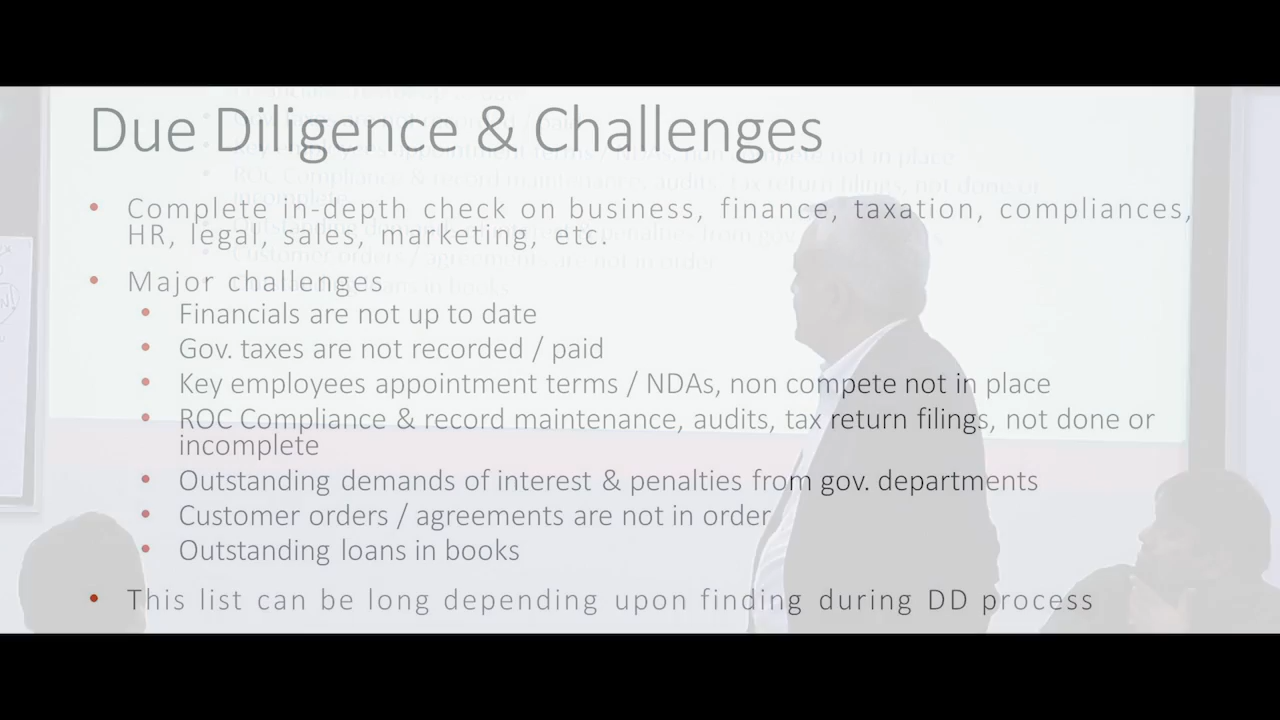 Due Diligence & Challenges
• Complete in-depth check on business, finance, taxation, compliances,
HR, legal, sales, marketing, etc.
• Major challenges
• Financials are not up to date
• Gov. taxes are not recorded / paid
• Key employees appointment terms / NDAs, non compete not in place
• ROC Compliance & record maintenance, audits, tax return filings, not done or
incomplete
• Outstanding demands of interest & penalties from gov. departments
• Customer orders / agreements are not in order
• Outstanding loans in books
• This list can be long depending upon finding during DD process